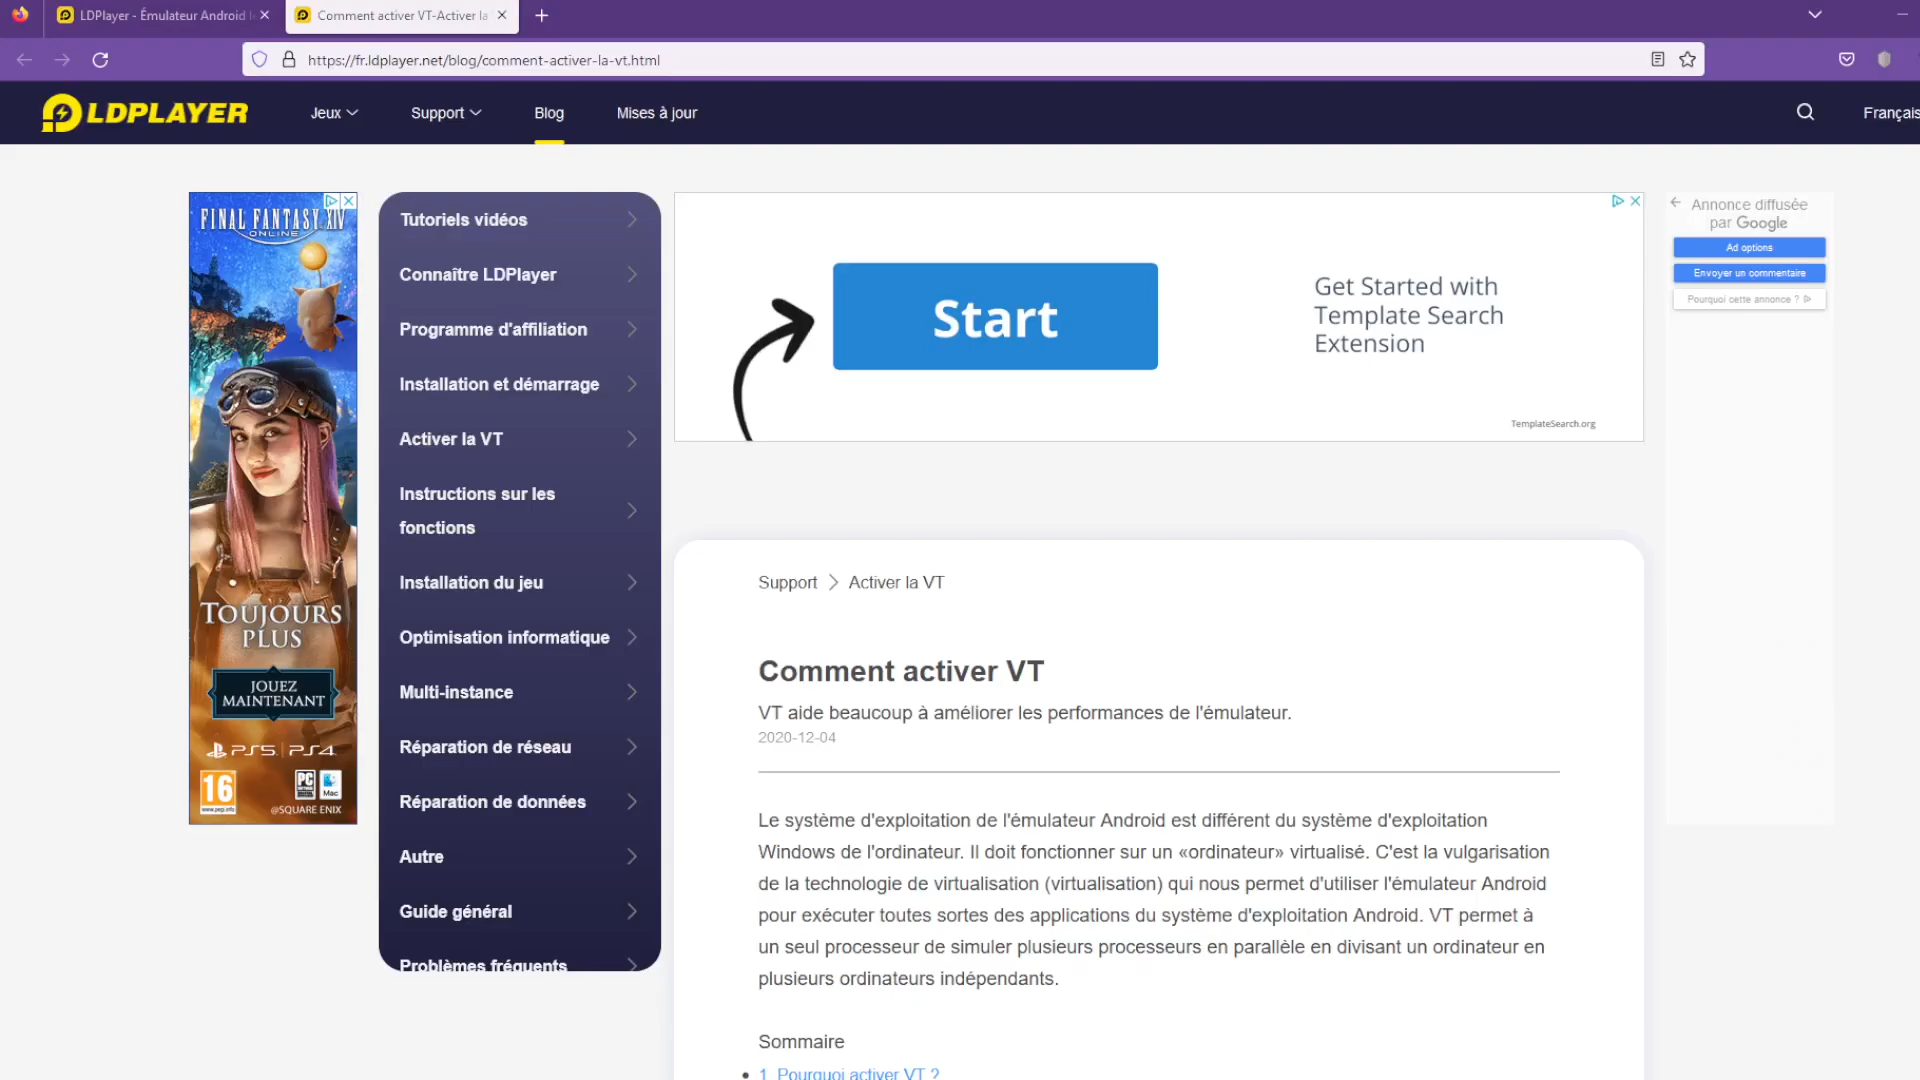 LDPlayer - Émulateur Android
Comment activer VT-Activer la
https://fr.ldplayer.net/blog/comment-activer-la-vt.html
LDPLAYER
Jeux
Support
Blog
Mises à jour
Français
FINAL FANTASY XIV
ONLINE
TOUJOURS
PLUS
JOUEZ
MAINTENANT
PS5 | PS4
16
www.pegi.info
PC
Mac
@SQUARE ENIX
Tutoriels vidéos
Connaître LDPlayer
Programme d'affiliation
Installation et démarrage
Activer la VT
Instructions sur les
fonctions
Installation du jeu
Optimisation informatique
Multi-instance
Réparation de réseau
Réparation de données
Autre
Guide général
Problèmes fréquents
Start
Get Started with
Template Search
Extension
TemplateSearch.org
Annonce diffusée
par Google
Ad options
Envoyer un commentaire
Pourquoi cette annonce ?
Support > Activer la VT
Comment activer VT
VT aide beaucoup à améliorer les performances de l'émulateur.
2020-12-04
Le système d'exploitation de l'émulateur Android est différent du système d'exploitation
Windows de l'ordinateur. Il doit fonctionner sur un «ordinateur» virtualisé. C'est la vulgarisation
de la technologie de virtualisation (virtualisation) qui nous permet d'utiliser l'émulateur Android
pour exécuter toutes sortes des applications du système d'exploitation Android. VT permet à
un seul processeur de simuler plusieurs processeurs en parallèle en divisant un ordinateur en
plusieurs ordinateurs indépendants.
Sommaire
• 1. Pourquoi activer VT ?